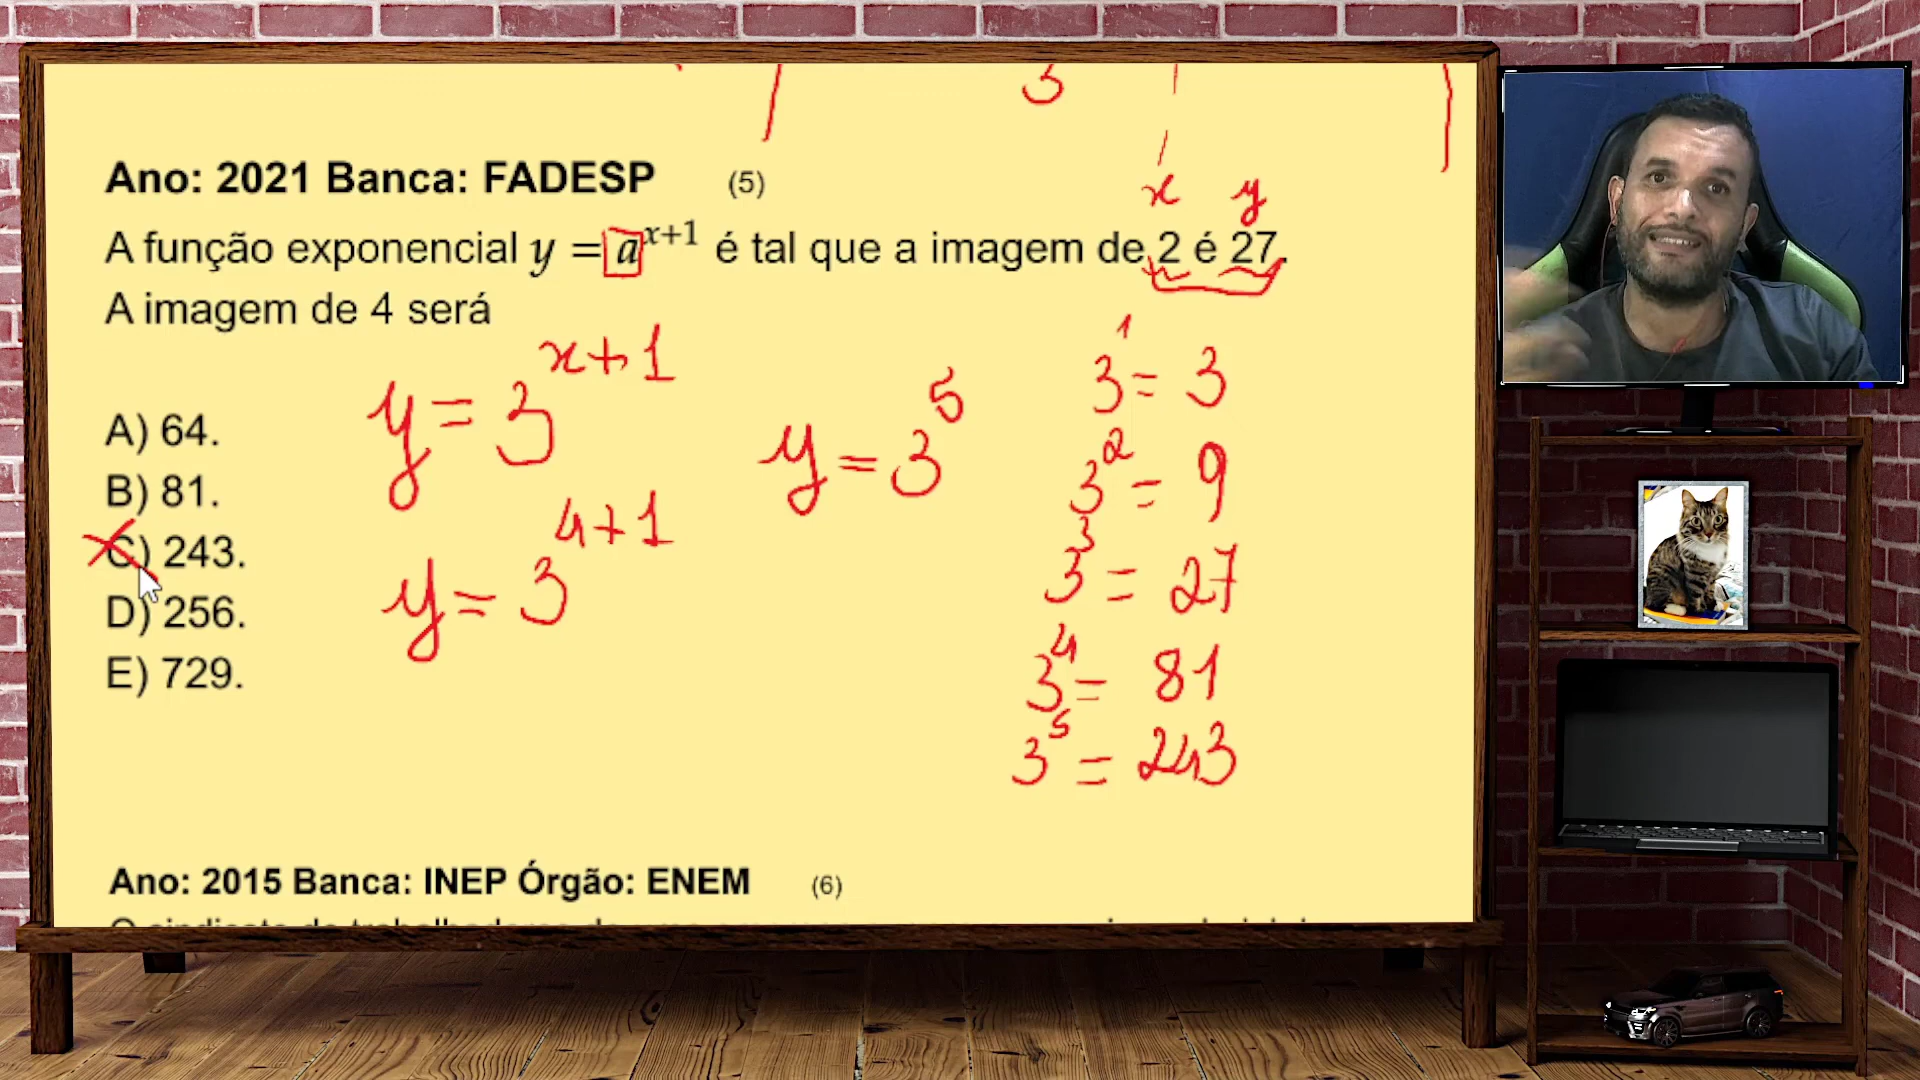 3
Ano: 2021 Banca: FADESP (5)
x y
A função exponencial y = a^{x+1} é tal que a imagem de 2 é 27.
A imagem de 4 será
A) 64.
B) 81.
C) 243.
D) 256.
E) 729.
y = 3^{x+1}
y = 3^{4+1}
y = 3^5
3^1 = 3
3^2 = 9
3^3 = 27
3^4 = 81
3^5 = 243
Ano: 2015 Banca: INEP Órgão: ENEM (6)